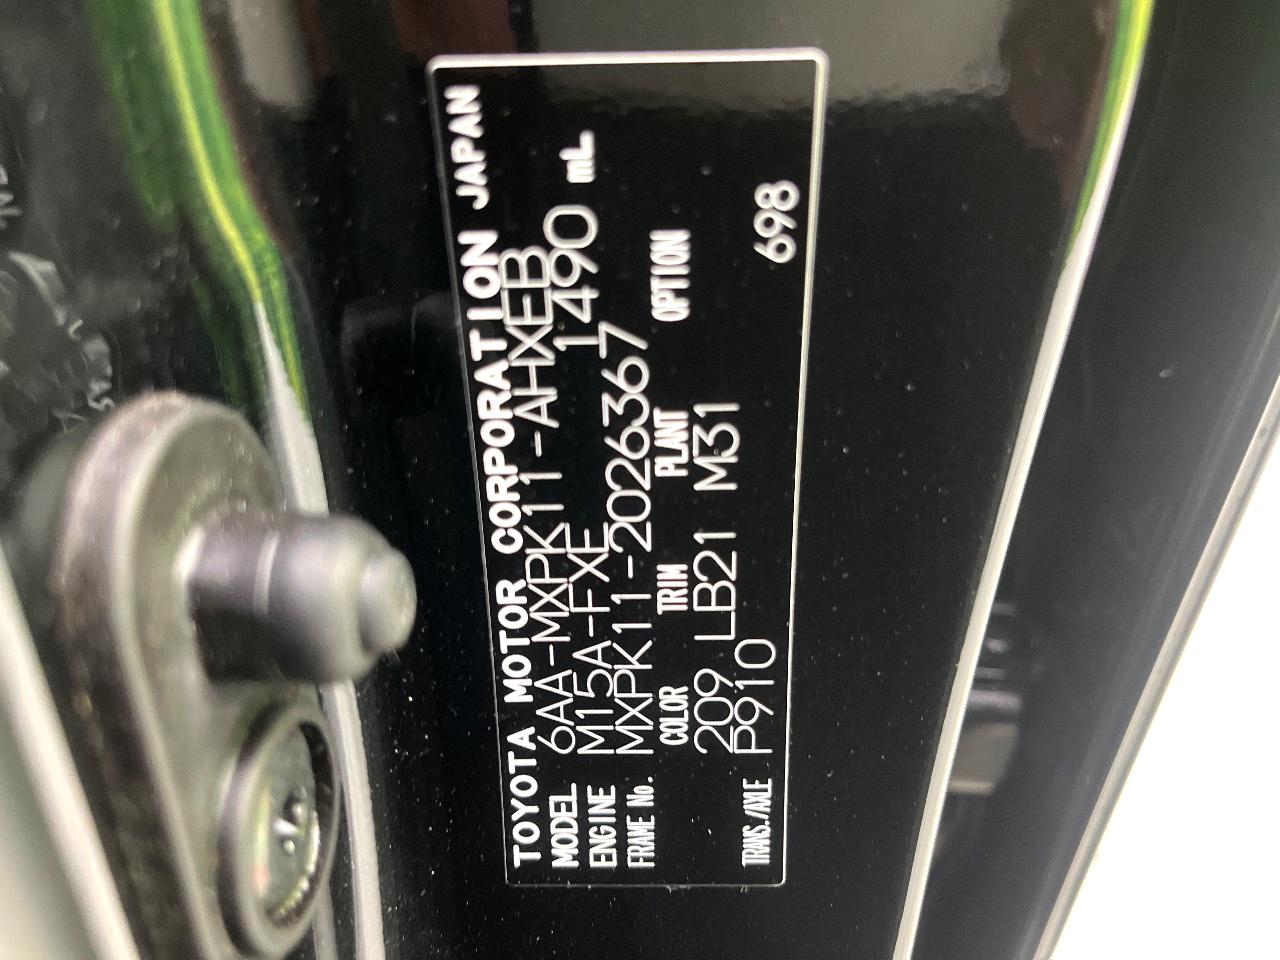 TOYOTA MOTOR CORPORATION JAPAN
MODEL 6AA-MXPK11-AHXEB
ENGINE M15A-FXE 1490 mL
FRAME No. MXPK11-2026367
COLOR TRIM PLANT OPTION
209 LB21 M31
TRANS./AXLE P910 698